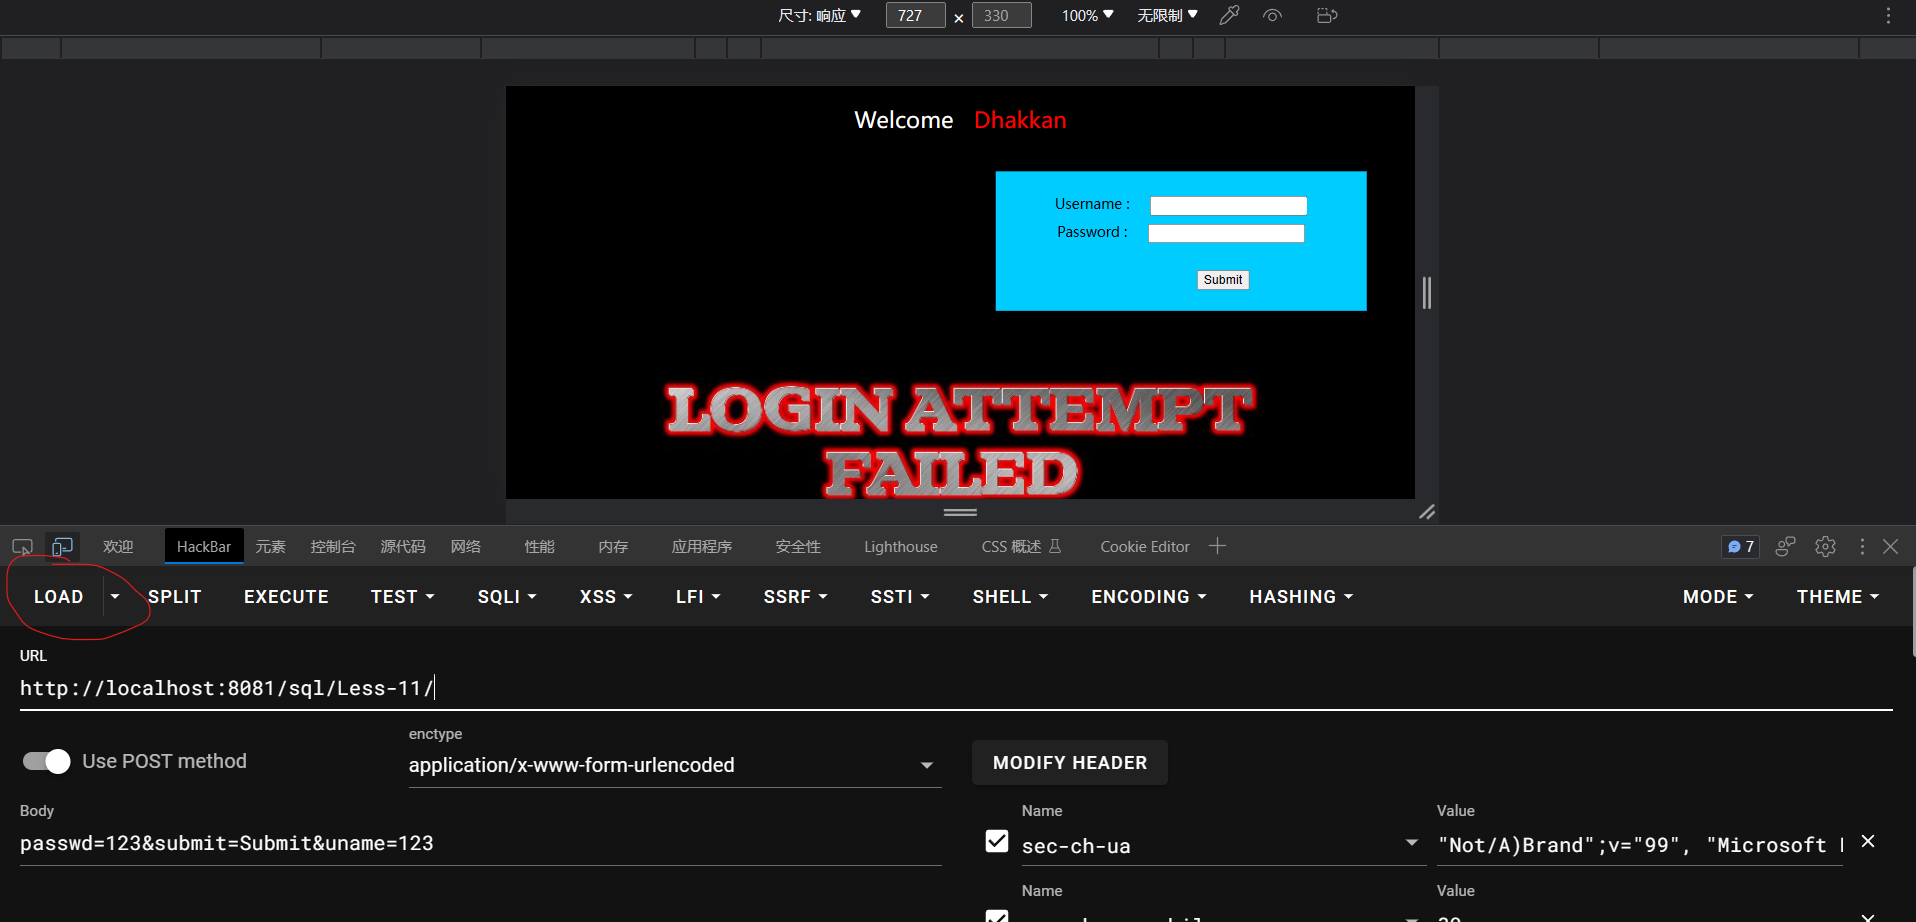 尺寸: 响应 727 × 330 100% 无限制
Welcome Dhakkan
Username :
Password :
Submit
LOGIN ATTEMPT
FAILED
欢迎 HackBar 元素 控制台 源代码 网络 性能 内存 应用程序 安全性 Lighthouse CSS 概述 Cookie Editor 7
LOAD SPLIT EXECUTE TEST SQLI XSS LFI SSRF SSTI SHELL ENCODING HASHING MODE THEME
URL
http://localhost:8081/sql/Less-11/
Use POST method
enctype
application/x-www-form-urlencoded
MODIFY HEADER
Body
passwd=123&submit=Submit&uname=123
Name Value
sec-ch-ua "Not/A)Brand";v="99", "Microsoft
Name Value